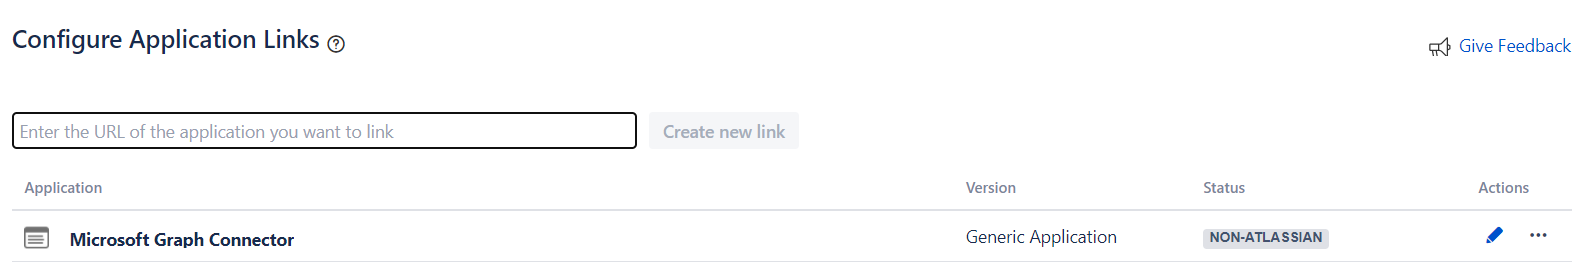 Configure Application Links
Give Feedback
Enter the URL of the application you want to link
Create new link
Application Version Status Actions
Microsoft Graph Connector Generic Application NON-ATLASSIAN